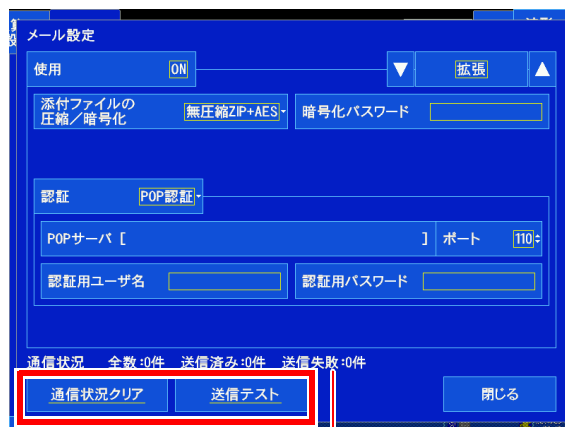 メール設定
使用 ON ▼ 拡張 ▲
添付ファイルの
圧縮／暗号化 無圧縮ZIP+AES 暗号化パスワード
認証 POP認証
POPサーバ [ ] ポート 110
認証用ユーザ名 認証用パスワード
通信状況 全数:0件 送信済み:0件 送信失敗:0件
通信状況クリア 送信テスト 閉じる